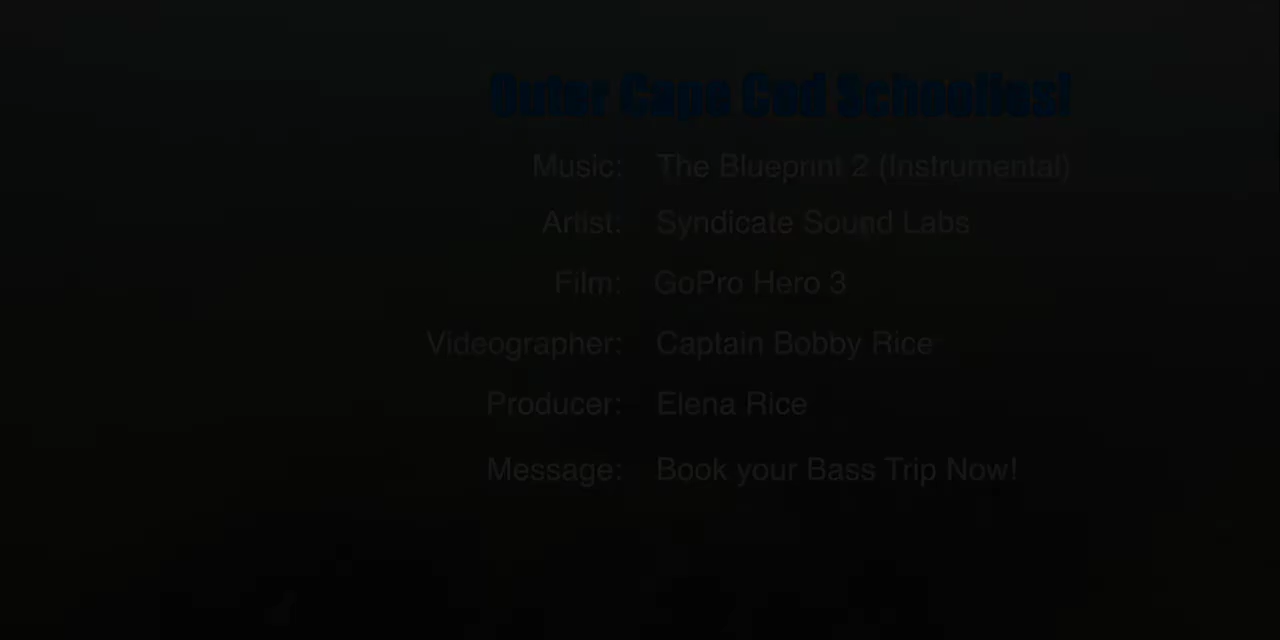 Outer Cape Cod Schoolies!
Music: The Blueprint 2 (Instrumental)
Artist: Syndicate Sound Labs
Film: GoPro Hero 3
Videographer: Captain Bobby Rice
Producer: Elena Rice
Message: Book your Bass Trip Now!